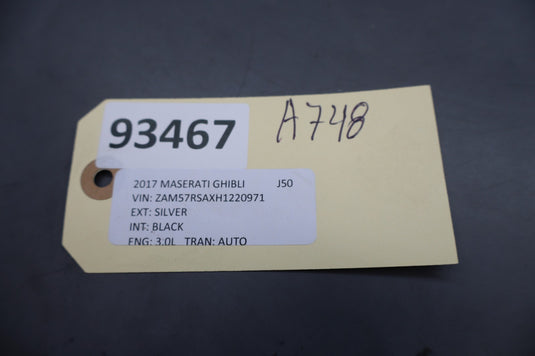 93467
A748
2017 MASERATI GHIBLI J50
VIN: ZAM57RSAXH1220971
EXT: SILVER
INT: BLACK
ENG: 3.0L TRAN: AUTO